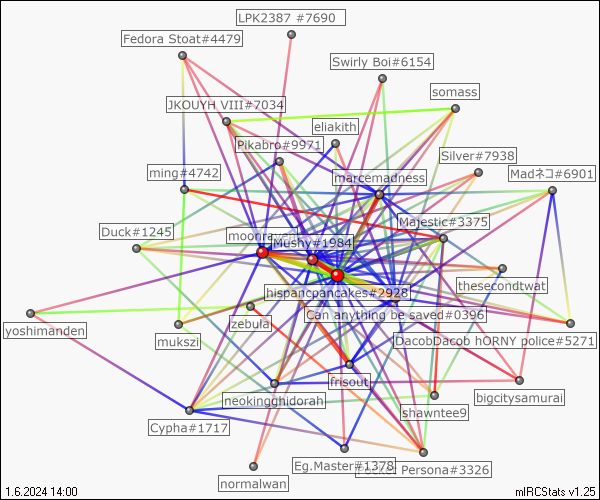 LPK2387 #7690
Fedora Stoat#4479
Swirly Boi#6154
somass
JKOUYH VIII#7034
eliakith
Pikabro#9971
Silver#7938
ming#4742
marcemadness
Madネコ#6901
Majestic#3375
Duck#1245
Mushy#1984
thesecondtwat
hispancpancakes#2928
Can anything be saved#0396
zebula
yoshimanden
mukszi
DacobDacob hORNY police#5271
frisout
bigcitysamurai
neokingghidorah
shawntee9
Cypha#1717
Eg.Master#1378
Persona#3326
normalwan
1.6.2024 14:00
mIRCStats v1.25